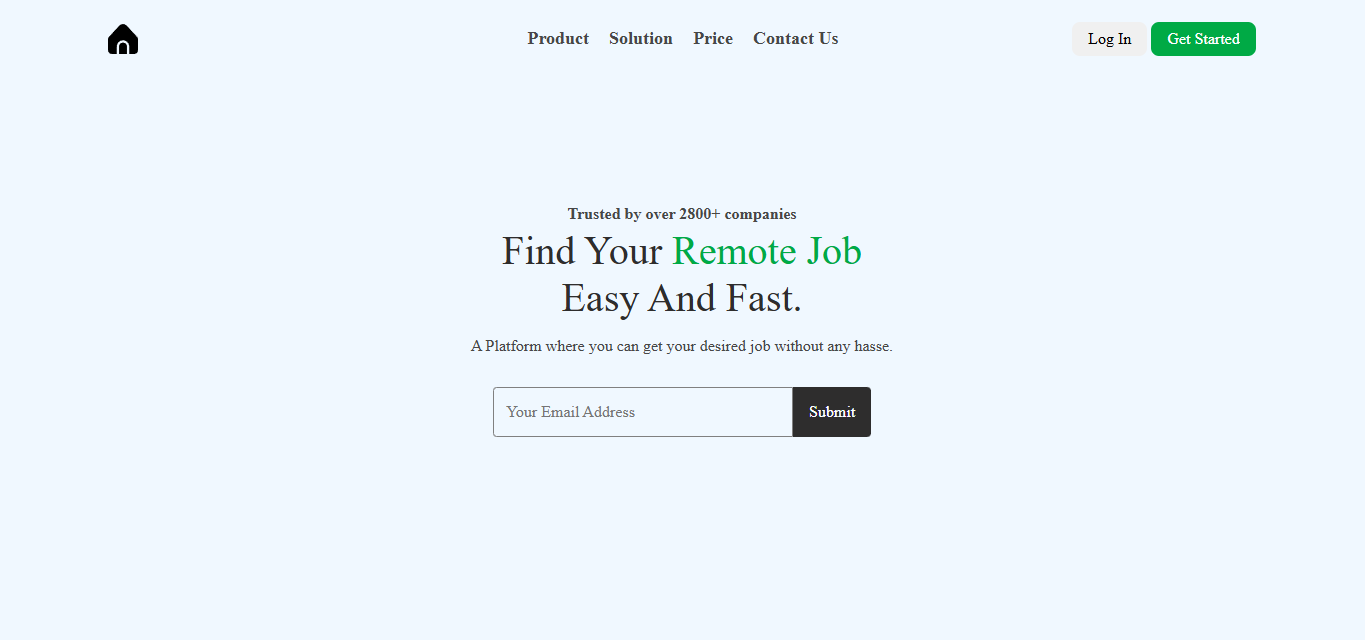 Product Solution Price Contact Us Log In Get Started
Trusted by over 2800+ companies
Find Your Remote Job
Easy And Fast.
A Platform where you can get your desired job without any hasse.
Your Email Address Submit